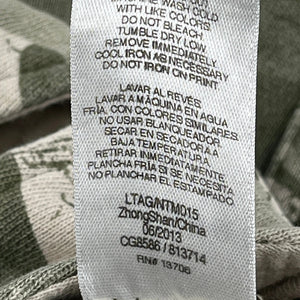 MACHINE WASH COLD
WITH LIKE COLORS
DO NOT BLEACH
TUMBLE DRY LOW
REMOVE IMMEDIATELY
COOL IRON AS NECESSARY
DO NOT IRON ON PRINT
LAVAR AL REVÉS
LAVAR A MÁQUINA EN AGUA
FRÍA, CON COLORES SIMILARES.
NO USAR BLANQUEADOR.
SECAR EN SECADORA A
BAJA TEMPERATURA
RETIRAR INMEDIATAMENTE
PLANCHA FRÍA SI SE NECESITA
NO PLANCHAR EL ESTAMPADO
LTAG/NTM015
ZhongShan/China
06/2013
CG8586 / 813714
RN# 13706